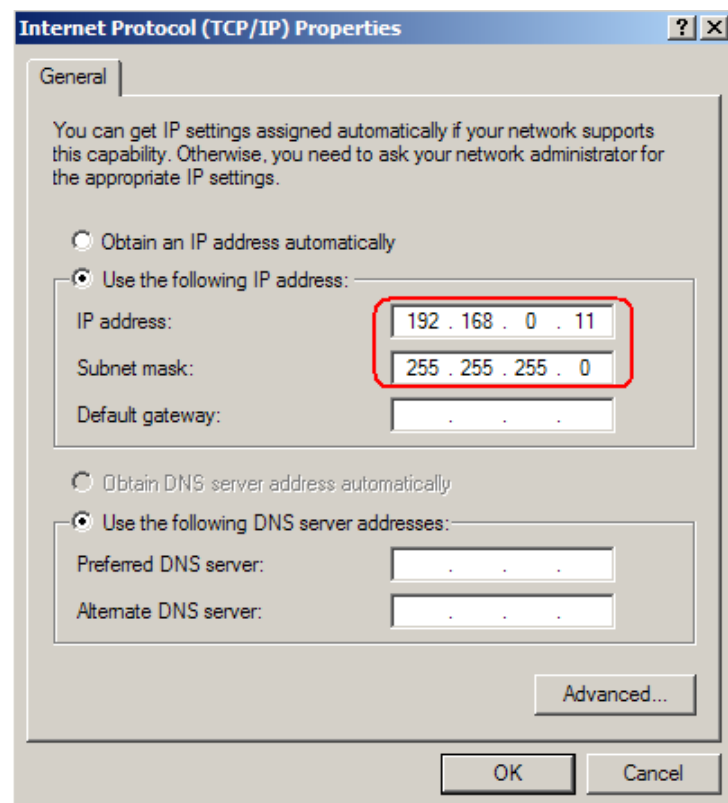 Internet Protocol (TCP/IP) Properties
General
You can get IP settings assigned automatically if your network supports
this capability. Otherwise, you need to ask your network administrator for
the appropriate IP settings.
Obtain an IP address automatically
Use the following IP address:
IP address: 192 . 168 . 0 . 11
Subnet mask: 255 . 255 . 255 . 0
Default gateway: . . .
Obtain DNS server address automatically
Use the following DNS server addresses:
Preferred DNS server: . . .
Alternate DNS server: . . .
Advanced...
OK Cancel